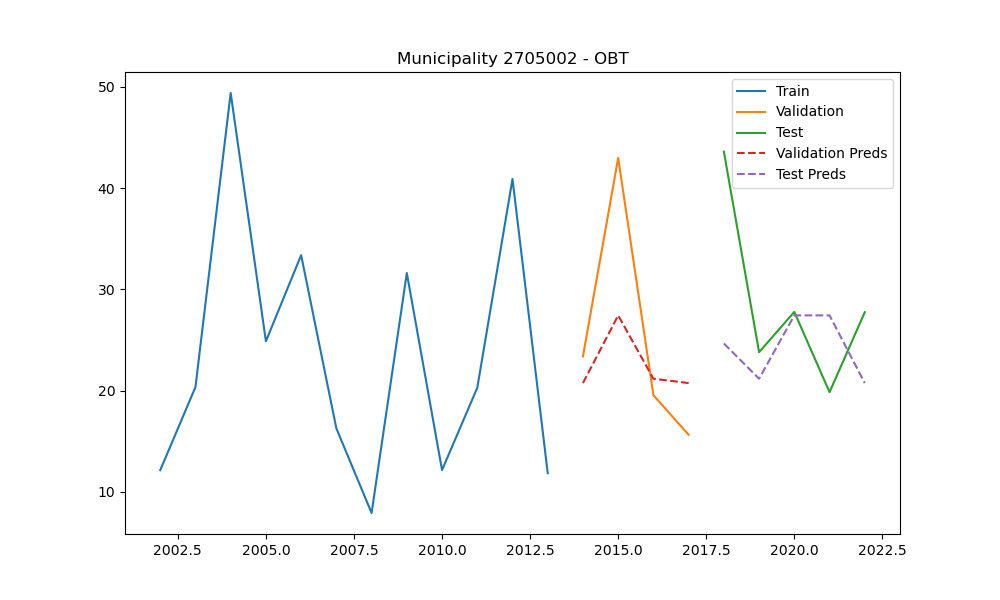 Municipality 2705002 - OBT
Train
Validation
Test
Validation Preds
Test Preds
50
40
30
20
10
2002.5 2005.0 2007.5 2010.0 2012.5 2015.0 2017.5 2020.0 2022.5